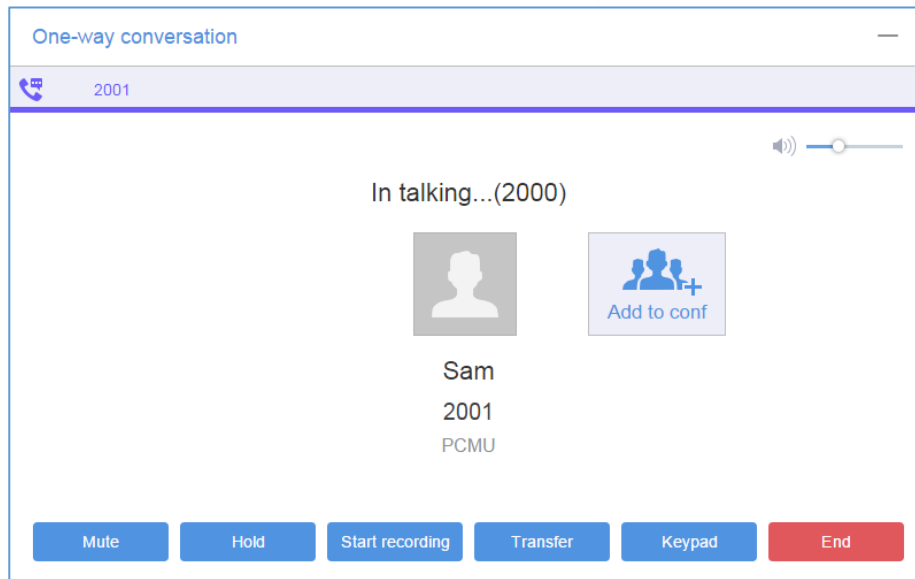 One-way conversation
2001
In talking...(2000)
Add to conf
Sam
2001
PCMU
Mute Hold Start recording Transfer Keypad End